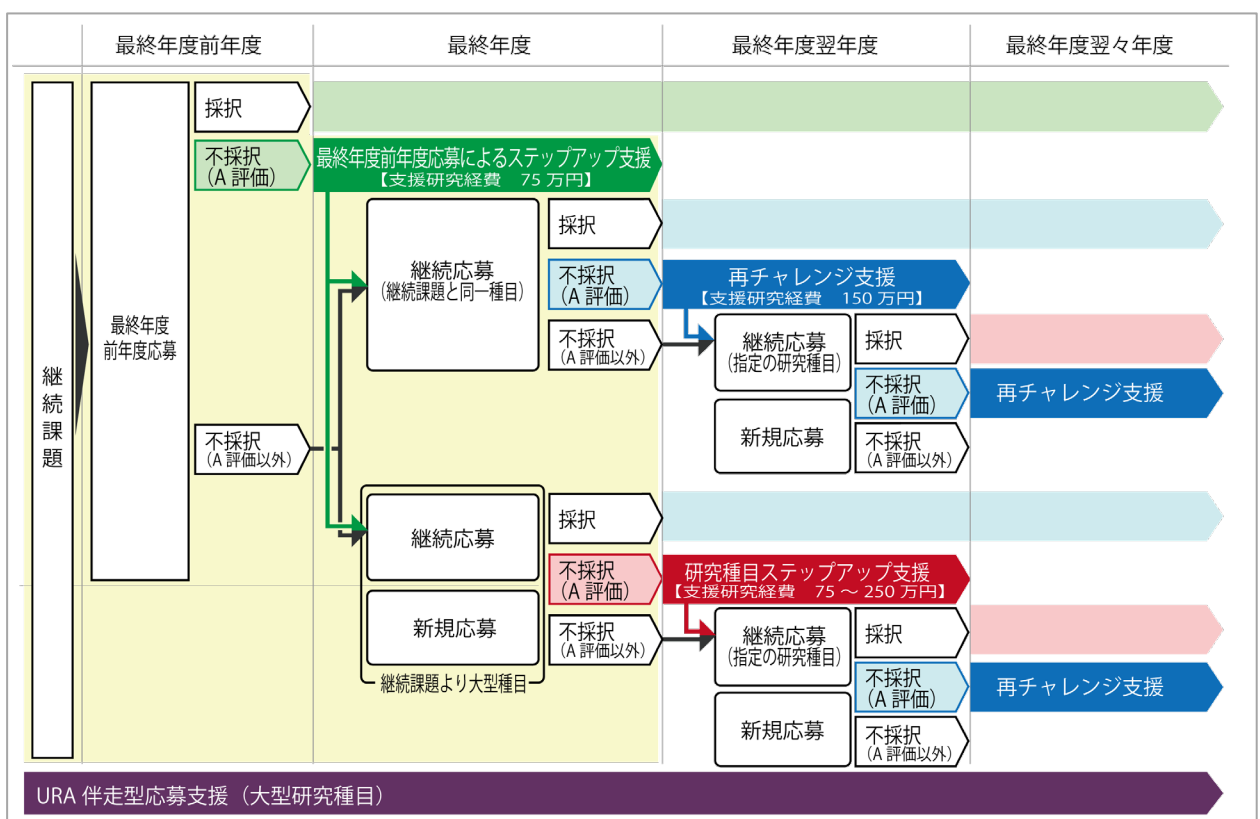 最終年度前年度
最終年度
最終年度翌年度
最終年度翌々年度
継続課題
最終年度
前年度応募
採択
不採択
(A 評価)
不採択
(A 評価以外)
最終年度前年度応募によるステップアップ支援
【支援研究経費 75 万円】
継続応募
(継続課題と同一種目)
採択
不採択
(A 評価)
不採択
(A 評価以外)
再チャレンジ支援
【支援研究経費 150 万円】
継続応募
(指定の研究種目)
新規応募
採択
不採択
(A 評価)
不採択
(A 評価以外)
再チャレンジ支援
継続応募
新規応募
継続課題より大型種目
採択
不採択
(A 評価)
不採択
(A 評価以外)
研究種目ステップアップ支援
【支援研究経費 75 ～ 250 万円】
継続応募
(指定の研究種目)
新規応募
採択
不採択
(A 評価)
不採択
(A 評価以外)
再チャレンジ支援
URA 伴走型応募支援（大型研究種目）